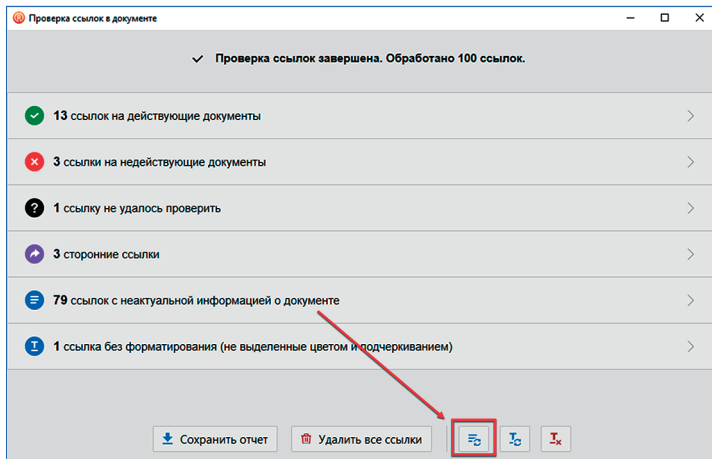 Проверка ссылок в документе
Проверка ссылок завершена. Обработано 100 ссылок.
13 ссылок на действующие документы
3 ссылки на недействующие документы
1 ссылку не удалось проверить
3 сторонние ссылки
79 ссылок с неактуальной информацией о документе
1 ссылка без форматирования (не выделенные цветом и подчеркиванием)
Сохранить отчет
Удалить все ссылки